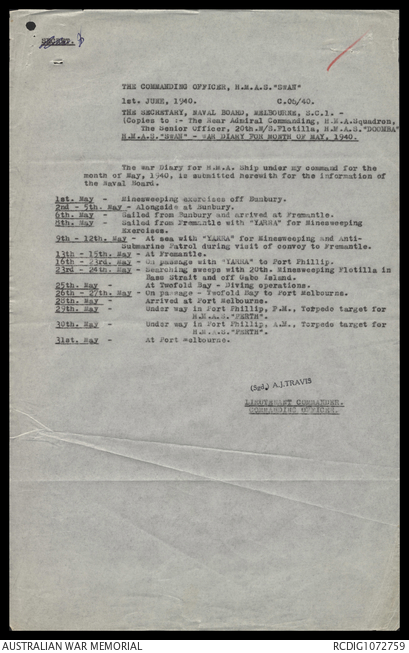 SECRET.
THE COMMANDING OFFICER, H.M.A.S."SWAN"
1st. JUNE, 1940. C.06/40.
THE SECRETARY, NAVAL BOARD, MELBOURNE, S.C.1. -
(Copies to :- The Rear Admiral Commanding, H.M.A.Squadron,
The Senior Officer, 20th.M/S.Flotilla, H.M.A.S."DOOMBA"
H.M.A.S."SWAN" - WAR DIARY FOR MONTH OF MAY, 1940.
The War Diary for H.M.A. Ship under my command for the
month of May, 1940, is submitted herewith for the information of
the Naval Board.
1st. May - Minesweeping exercises off Bunbury.
2nd - 5th. May - Alongside at Bunbury.
6th. May - Sailed from Bunbury and arrived at Fremantle.
8th. May - Sailed from Fremantle with "YARRA" for Minesweeping
Exercises.
9th - 12th. May - At sea with "YARRA" for Minesweeping and Anti-
Submarine Patrol during visit of convoy to Fremantle.
13th - 15th. May - At Fremantle.
16th - 23rd. May - On passage with "YARRA" to Port Phillip.
23rd - 24th. May - Searching sweeps with 20th. Minesweeping Flotilla in
Bass Strait and off Gabo Island.
25th. May - At Twofold Bay - Diving operations.
26th - 27th. May - On passage - Twofold Bay to Port Melbourne.
28th. May - Arrived at Port Melbourne.
29th. May - Under way in Port Phillip, P.M., Torpedo target for
H.M.A.S."PERTH".
30th. May - Under way in Port Phillip, A.M., Torpedo target for
H.M.A.S."PERTH".
31st. May - At Port Melbourne.
(Sgd.) A.J.TRAVIS
LIEUTENANT COMMANDER.
COMMANDING OFFICER.
AUSTRALIAN WAR MEMORIAL RCDIG1072759